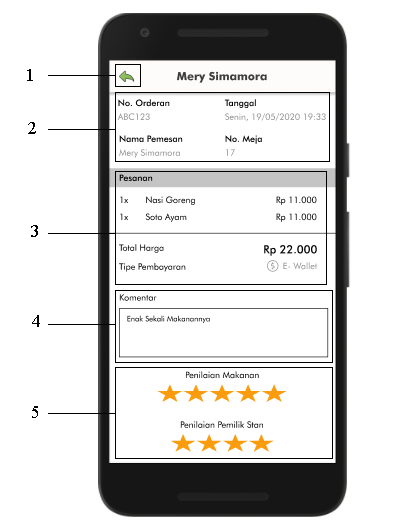 1
Mery Simamora
2
No. Orderan Tanggal
ABC123 Senin, 19/05/2020 19:33
Nama Pemesan No. Meja
Mery Simamora 17
3
Pesanan
1x Nasi Goreng Rp 11.000
1x Soto Ayam Rp 11.000
Total Harga Rp 22.000
Tipe Pembayaran $ E- Wallet
4
Komentar
Enak Sekali Makanannya
5
Penilaian Makanan
Penilaian Pemilik Stan